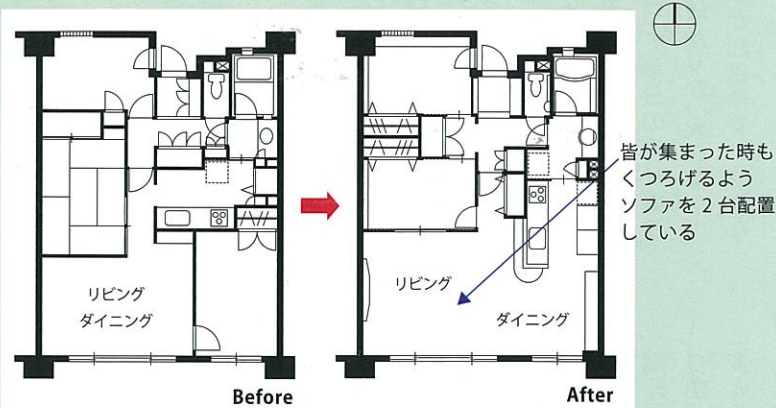 皆が集まった時も
くつろげるよう
ソファを2台配置
している
リビング
ダイニング
Before
リビング
ダイニング
After